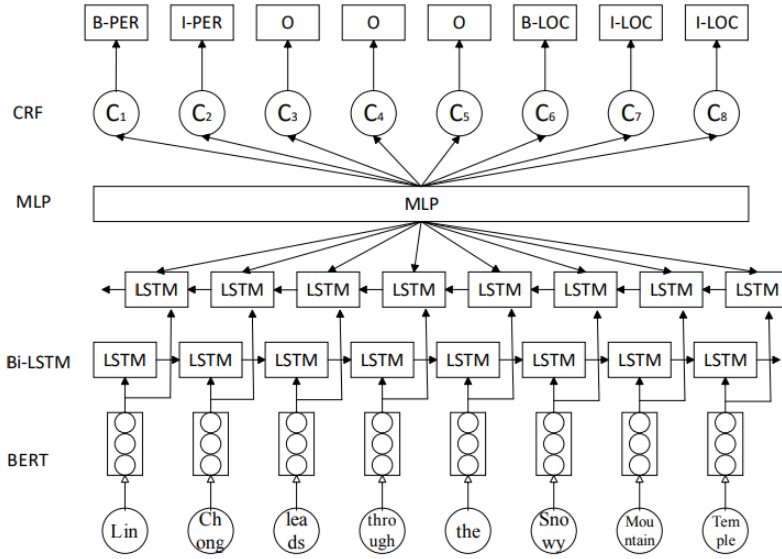 B-PER I-PER O O O B-LOC I-LOC I-LOC
CRF C1 C2 C3 C4 C5 C6 C7 C8
MLP MLP
LSTM LSTM LSTM LSTM LSTM LSTM LSTM LSTM
Bi-LSTM LSTM LSTM LSTM LSTM LSTM LSTM LSTM LSTM
BERT
Lin
Ch
ong
lea
ds
thro
ugh
the
Sno
wy
Mou
ntain
Tem
ple